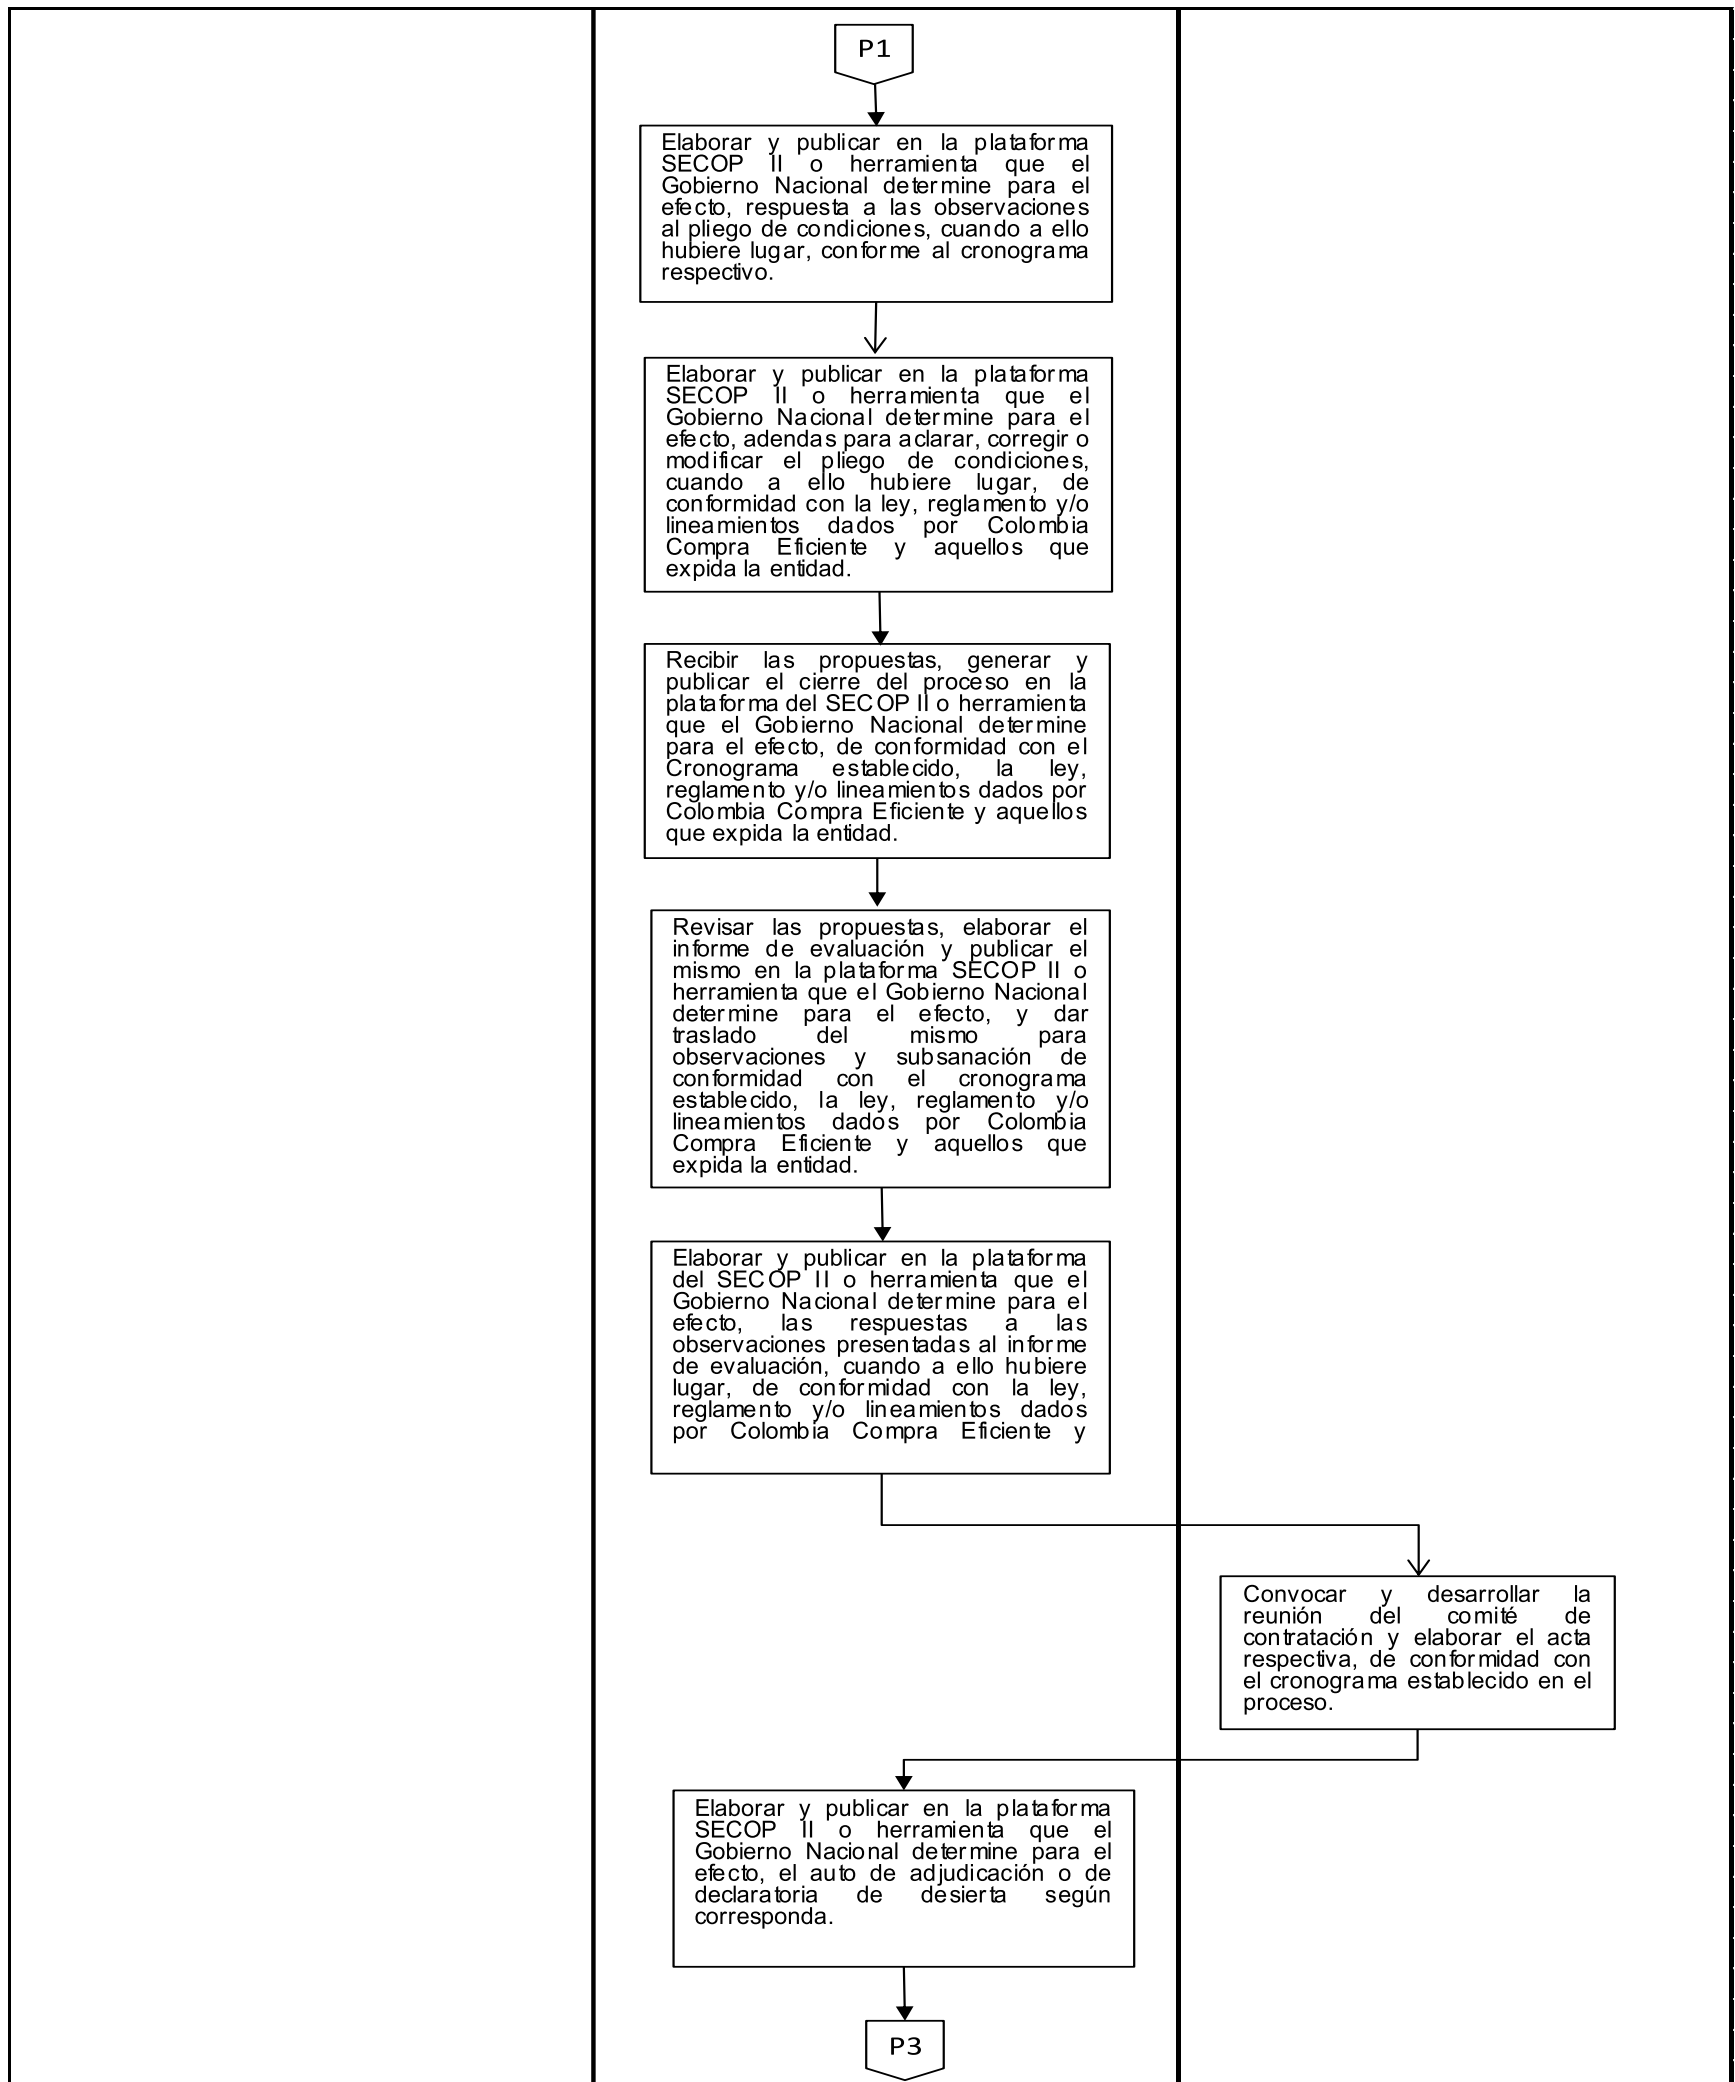 P1
Elaborar y publicar en la plataforma
SECOP II o herramienta que el
Gobierno Nacional determine para el
efecto, respuesta a las observaciones
al pliego de condiciones, cuando a ello
hubiere lugar, conforme al cronograma
respectivo.
Elaborar y publicar en la plataforma
SECOP II o herramienta que el
Gobierno Nacional determine para el
efecto, adendas para aclarar, corregir o
modificar el pliego de condiciones,
cuando a ello hubiere lugar, de
conformidad con la ley, reglamento y/o
lineamientos dados por Colombia
Compra Eficiente y aquellos que
expida la entidad.
Recibir las propuestas, generar y
publicar el cierre del proceso en la
plataforma del SECOP II o herramienta
que el Gobierno Nacional determine
para el efecto, de conformidad con el
Cronograma establecido, la ley,
reglamento y/o lineamientos dados por
Colombia Compra Eficiente y aquellos
que expida la entidad.
Revisar las propuestas, elaborar el
informe de evaluación y publicar el
mismo en la plataforma SECOP II o
herramienta que el Gobierno Nacional
determine para el efecto, y dar
traslado del mismo para
observaciones y subsanación de
conformidad con el cronograma
establecido, la ley, reglamento y/o
lineamientos dados por Colombia
Compra Eficiente y aquellos que
expida la entidad.
Elaborar y publicar en la plataforma
del SECOP II o herramienta que el
Gobierno Nacional determine para el
efecto, las respuestas a las
observaciones presentadas al informe
de evaluación, cuando a ello hubiere
lugar, de conformidad con la ley,
reglamento y/o lineamientos dados
por Colombia Compra Eficiente y
Convocar y desarrollar la
reunión del comité de
contratación y elaborar el acta
respectiva, de conformidad con
el cronograma establecido en el
proceso.
Elaborar y publicar en la plataforma
SECOP II o herramienta que el
Gobierno Nacional determine para el
efecto, el auto de adjudicación o de
declaratoria de desierta según
corresponda.
P3